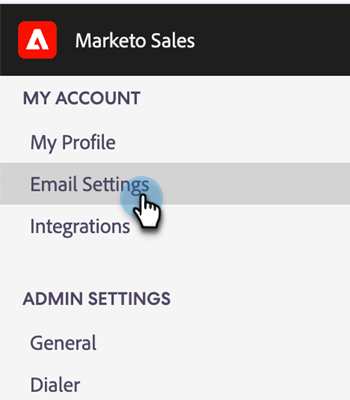 Marketo Sales
MY ACCOUNT
My Profile
Email Settings
Integrations
ADMIN SETTINGS
General
Dialer